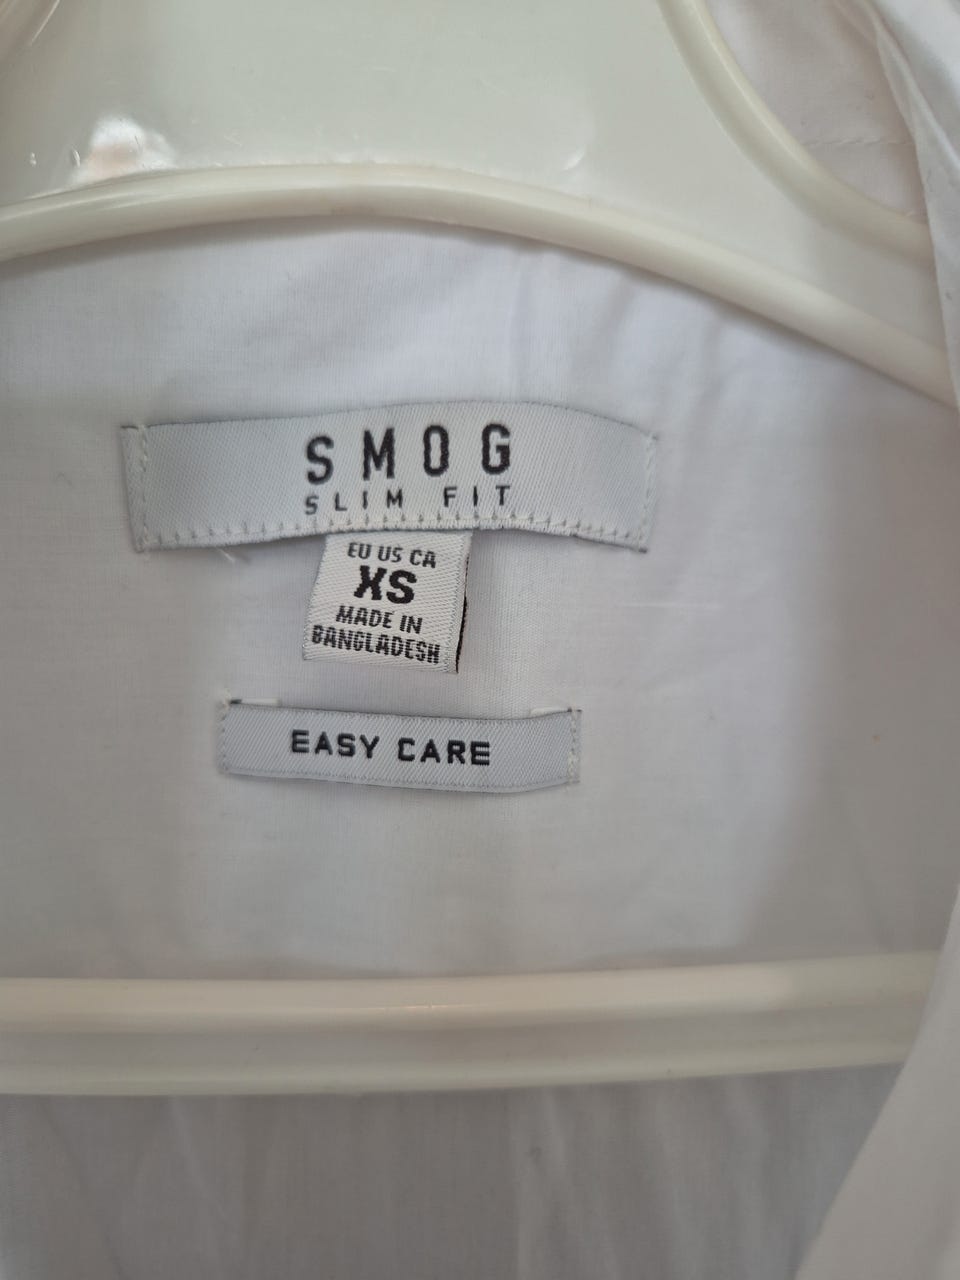 SMOG
SLIM FIT
EU US CA
XS
MADE IN
BANGLADESH
EASY CARE